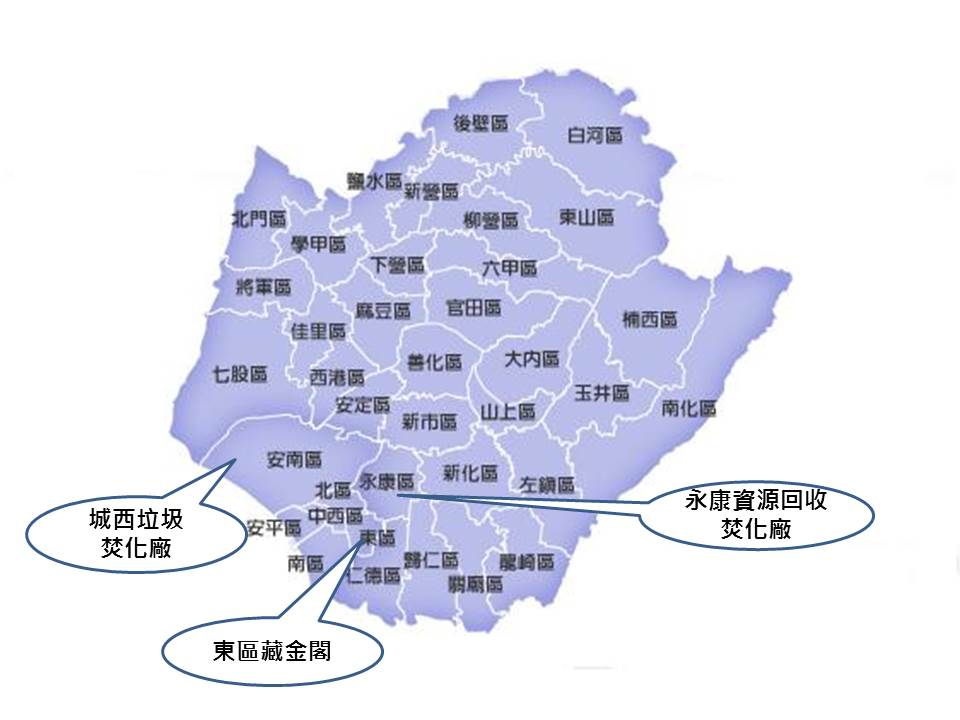 後壁區
白河區
鹽水區
新營區
北門區
柳營區
東山區
學甲區
下營區
六甲區
將軍區
麻豆區
官田區
楠西區
佳里區
善化區
大內區
七股區
西港區
玉井區
安定區
新市區
山上區
南化區
安南區
永康區
新化區
左鎮區
北區
中西區
安平區
東區
南區
仁德區
歸仁區
關廟區
龍崎區
城西垃圾
焚化廠
永康資源回收
焚化廠
東區藏金閣